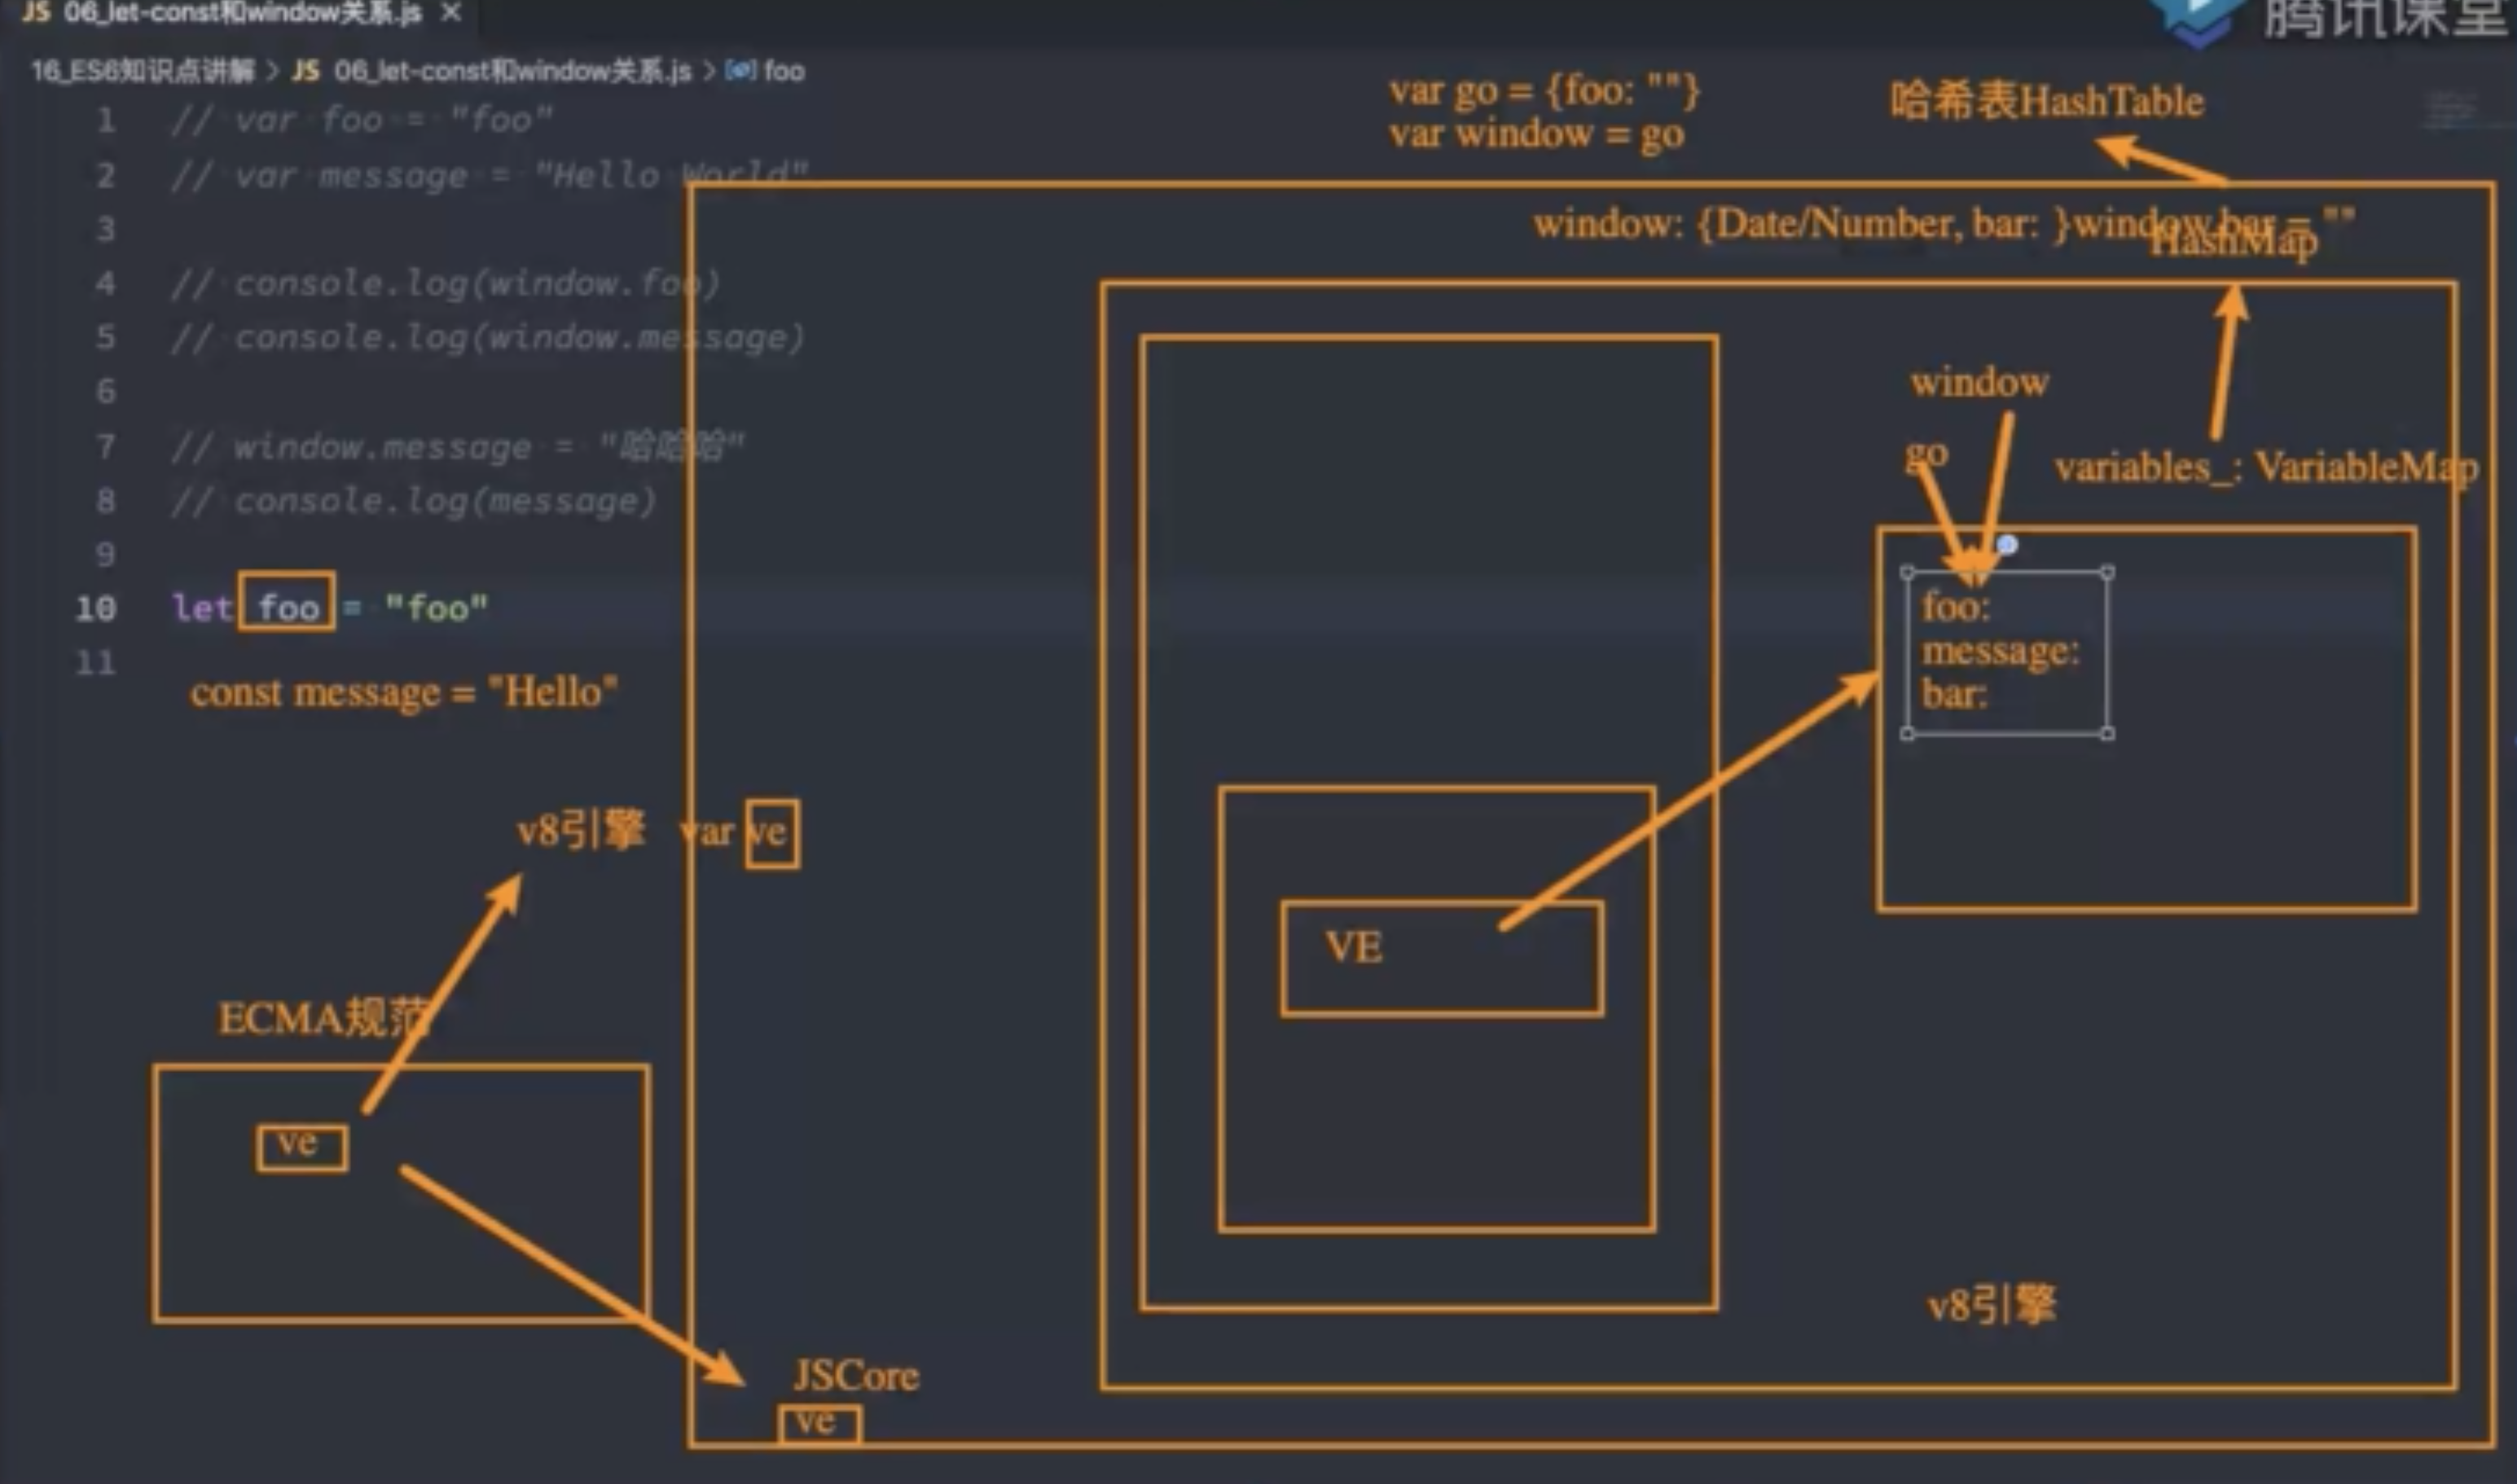 JS 06_let-const和window关系.js ×
腾讯课堂
16_ES6知识点讲解 > JS 06_let-const和window关系.js > foo
1 // var foo = "foo"
2 // var message = "Hello World"
3
4 // console.log(window.foo)
5 // console.log(window.message)
6
7 // window.message = "哈哈哈"
8 // console.log(message)
9
10 let foo = "foo"
11
const message = "Hello"
var go = {foo: ""}
var window = go
哈希表HashTable
window: {Date/Number, bar: }window.bar = ""
HashMap
window
go
variables_: VariableMap
foo:
message:
bar:
v8引擎 var ve
VE
ECMA规范
ve
v8引擎
JSCore
ve